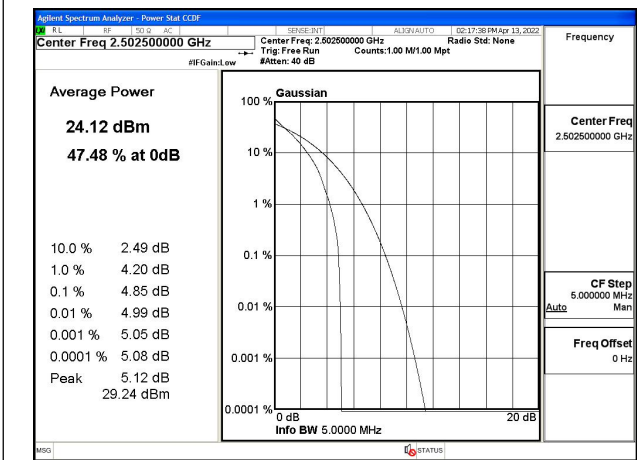 Agilent Spectrum Analyzer - Power Stat CCDF
RL RF 50 Ω AC SENSE:INT ALIGNAUTO 02:17:38 PM Apr 13, 2022
Center Freq 2.502500000 GHz
Center Freq: 2.502500000 GHz Radio Std: None
Trig: Free Run Counts:1.00 M/1.00 Mpt
#IFGain:Low #Atten: 40 dB
Frequency
Average Power
24.12 dBm
47.48 % at 0dB
10.0 % 2.49 dB
1.0 % 4.20 dB
0.1 % 4.85 dB
0.01 % 4.99 dB
0.001 % 5.05 dB
0.0001 % 5.08 dB
Peak 5.12 dB
29.24 dBm
Gaussian
100 %
10 %
1 %
0.1 %
0.01 %
0.001 %
0.0001 %
0 dB 20 dB
Info BW 5.0000 MHz
Center Freq
2.502500000 GHz
CF Step
5.000000 MHz
Auto Man
Freq Offset
0 Hz
MSG STATUS